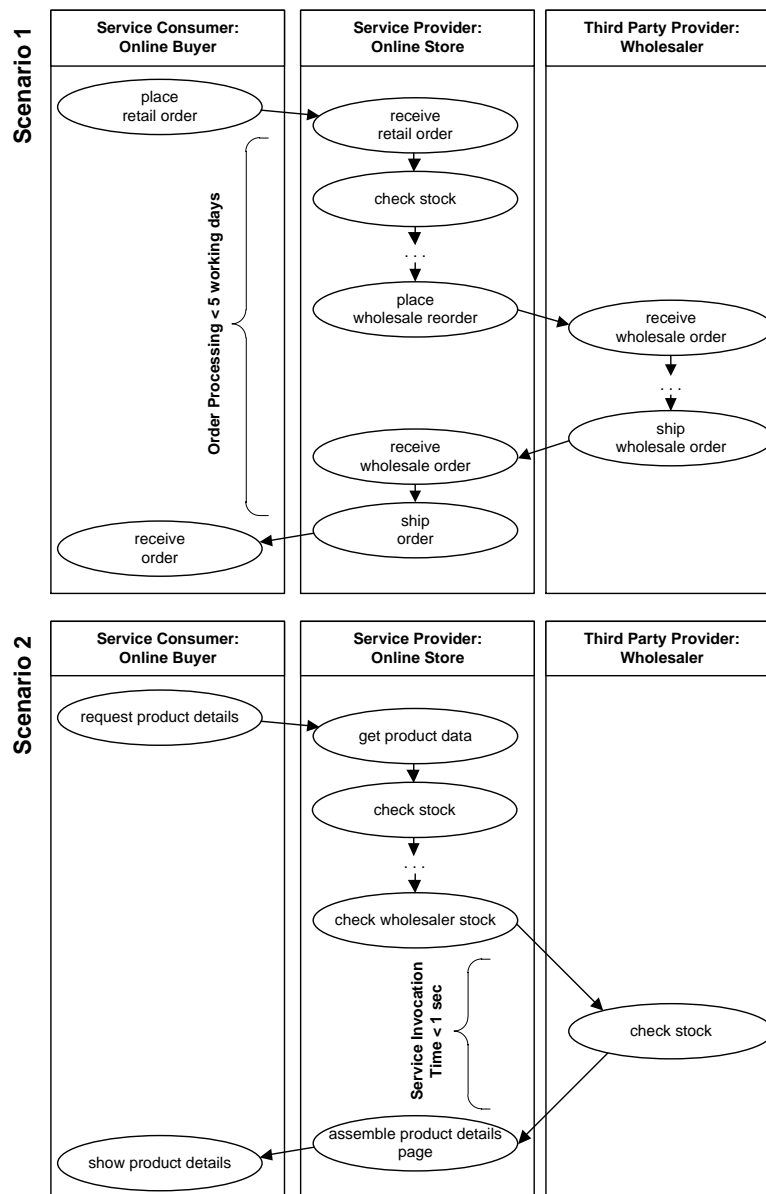 Scenario 1
Service Consumer:
Online Buyer
Service Provider:
Online Store
Third Party Provider:
Wholesaler
place
retail order
receive
retail order
check stock
. . .
place
wholesale reorder
receive
wholesale order
. . .
ship
wholesale order
Order Processing < 5 working days
receive
wholesale order
ship
order
receive
order
Scenario 2
Service Consumer:
Online Buyer
Service Provider:
Online Store
Third Party Provider:
Wholesaler
request product details
get product data
check stock
. . .
check wholesaler stock
Service Invocation
Time < 1 sec
check stock
assemble product details
page
show product details